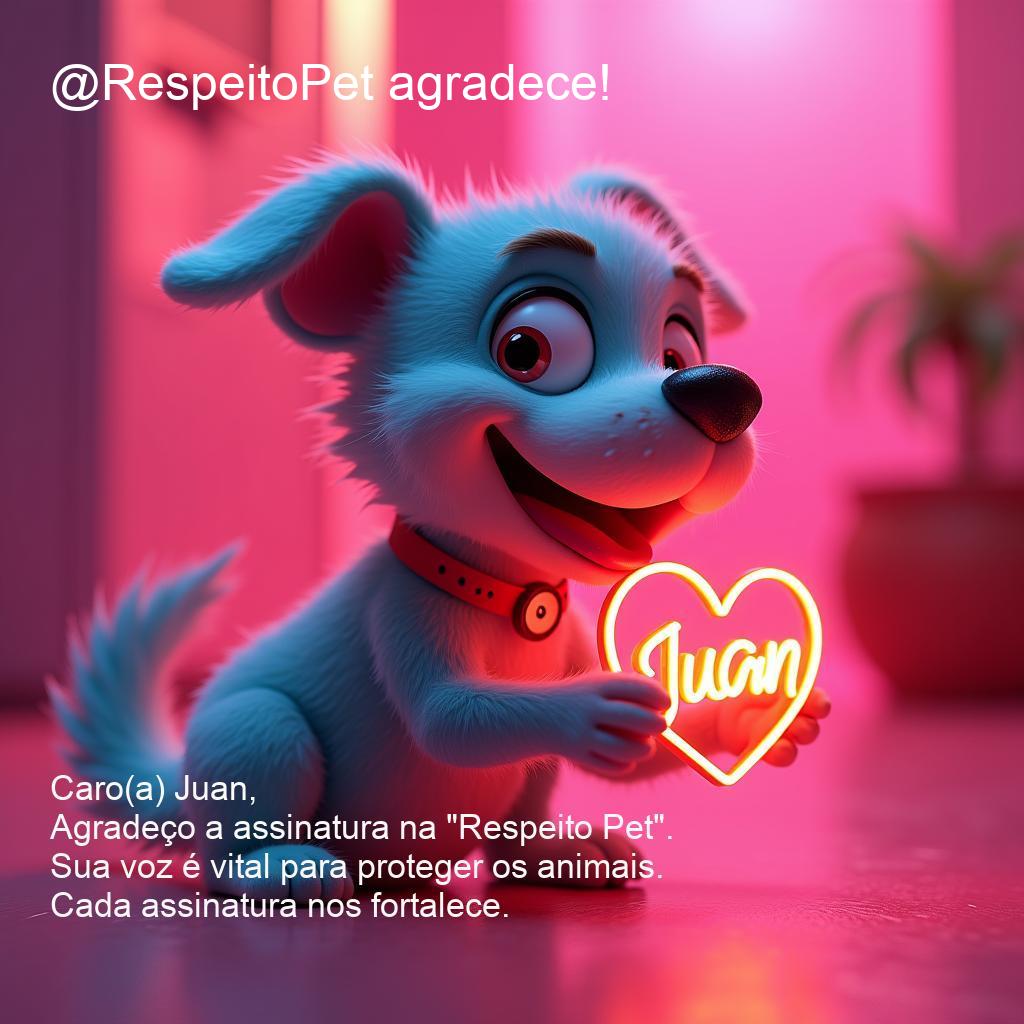 @RespeitoPet agradece!
Juan
Caro(a) Juan,
Agradeço a assinatura na "Respeito Pet".
Sua voz é vital para proteger os animais.
Cada assinatura nos fortalece.